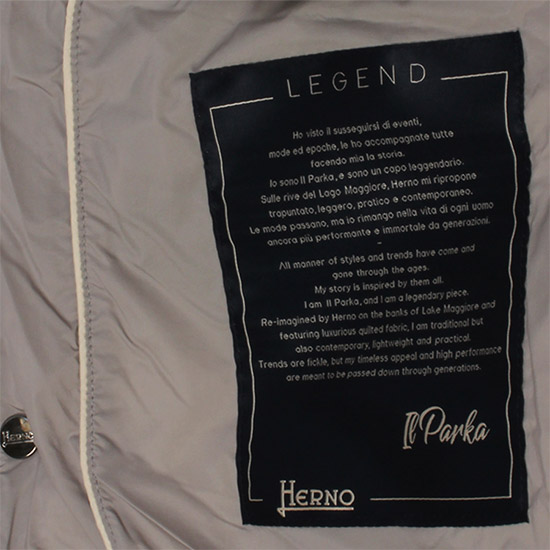 LEGEND
Ho visto il susseguirsi di eventi,
mode ed epoche, le ho accompagnate tutte
facendo mia la storia.
Io sono Il Parka, e sono un capo leggendario.
Sulle rive del Lago Maggiore, Herno mi ripropone
trapuntato, leggero, pratico e contemporaneo.
Le mode passano, ma io rimango nella vita di ogni uomo
ancora più performante e immortale da generazioni.
-
All manner of styles and trends have come and
gone through the ages.
My story is inspired by them all.
I am Il Parka, and I am a legendary piece.
Re-imagined by Herno on the banks of Lake Maggiore and
featuring luxurious quilted fabric, I am traditional but
also contemporary, lightweight and practical.
Trends are fickle, but my timeless appeal and high performance
are meant to be passed down through generations.
Il Parka
HERNO
HERNO